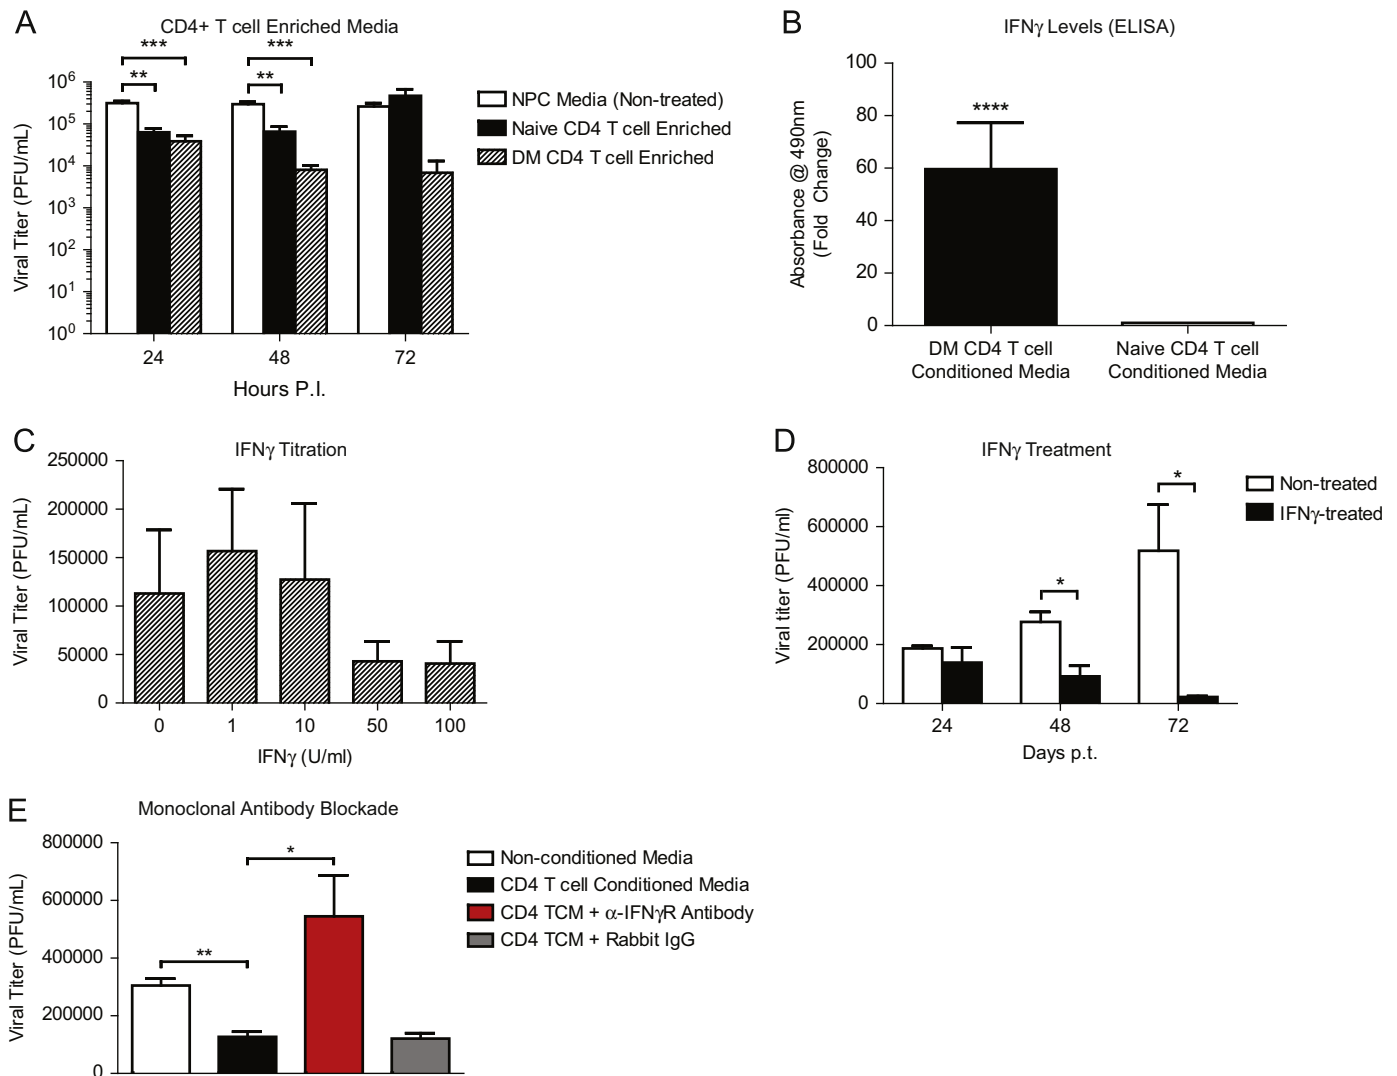 A
CD4+ T cell Enriched Media
*** ***
** **
10^6
10^5
10^4
10^3
10^2
10^1
10^0
Viral Titer (PFU/mL)
24 48 72
Hours P.I.
NPC Media (Non-treated)
Naive CD4 T cell Enriched
DM CD4 T cell Enriched
B
IFNγ Levels (ELISA)
100
80
60
40
20
0
Absorbance @ 490nm
(Fold Change)
****
DM CD4 T cell
Conditioned Media
Naive CD4 T cell
Conditioned Media
C
IFNγ Titration
250000
200000
150000
100000
50000
0
Viral Titer (PFU/mL)
0 1 10 50 100
IFNγ (U/ml)
D
IFNγ Treatment
800000
600000
400000
200000
0
Viral titer (PFU/ml)
*
*
24 48 72
Days p.t.
Non-treated
IFNγ-treated
E
Monoclonal Antibody Blockade
800000
600000
400000
200000
0
Viral Titer (PFU/mL)
*
**
Non-conditioned Media
CD4 T cell Conditioned Media
CD4 TCM + α-IFNγR Antibody
CD4 TCM + Rabbit IgG